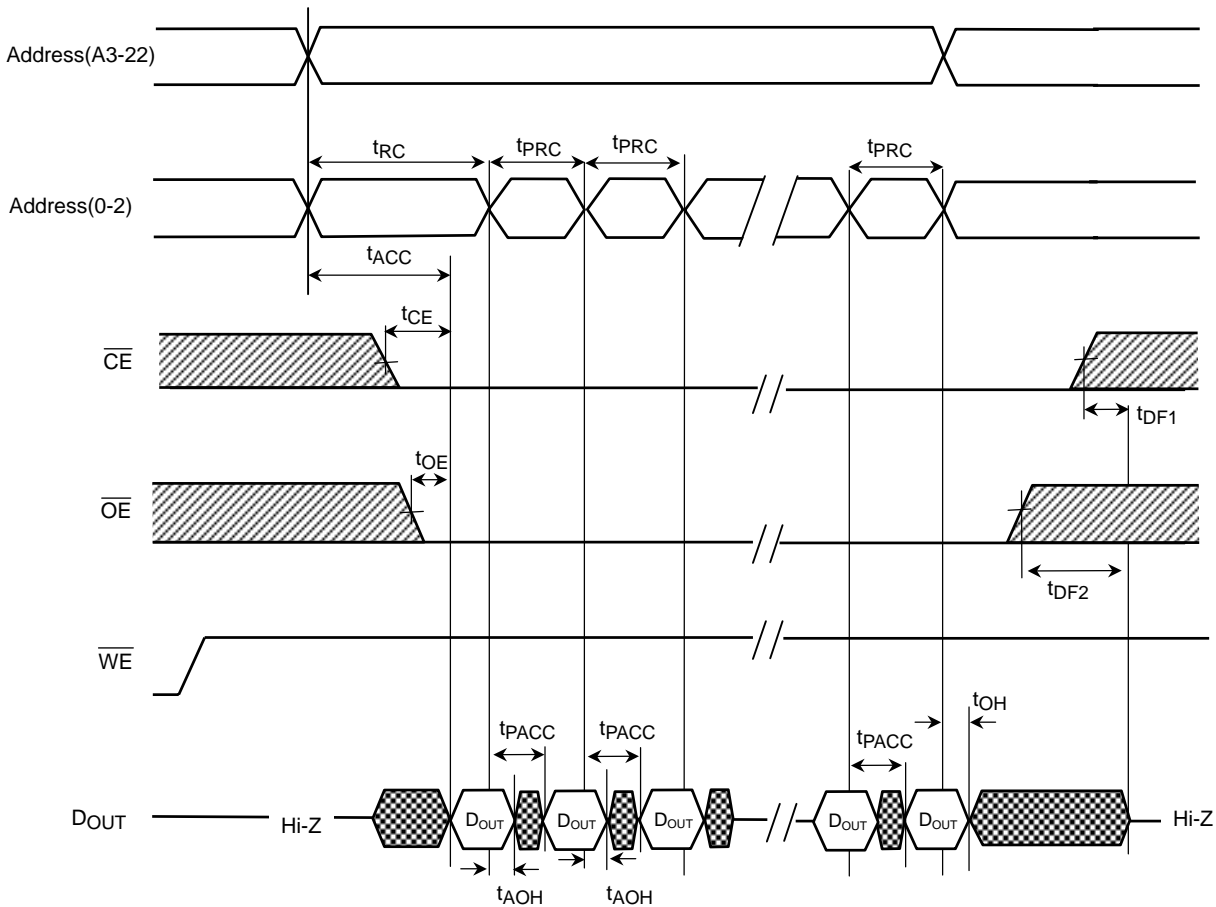 Address(A3-22)
tRC
tPRC
tPRC
tPRC
Address(0-2)
tACC
tCE
CE
tDF1
tOE
OE
tDF2
WE
tOH
tPACC
tPACC
tPACC
DOUT
Hi-Z
DOUT
DOUT
DOUT
DOUT
DOUT
Hi-Z
tAOH
tAOH